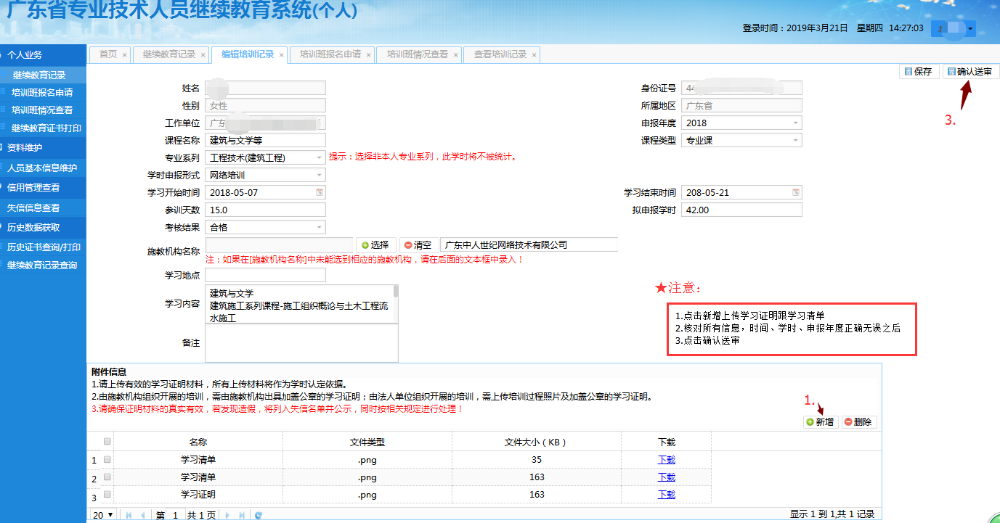 广东省专业技术人员继续教育系统(个人)
登录时间：2019年3月21日 星期四 14:27:03
个人业务
继续教育记录
培训班报名申请
培训班情况查看
继续教育证书打印
资料维护
人员基本信息维护
信用管理查看
失信信息查看
历史数据获取
历史证书查询/打印
继续教育记录查询
首页 × 继续教育记录 × 编辑培训记录 × 培训班报名申请 × 培训班情况查看 × 查看培训记录 ×
保存 确认送审
3.
姓名 身份证号 44
性别 女性 所属地区 广东省
工作单位 广东 申报年度 2018
课程名称 建筑与文学等 课程类型 专业课
专业系列 工程技术(建筑工程) 提示：选择非本人专业系列，此学时将不被统计。
学时申报形式 网络培训
学习开始时间 2018-05-07 学习结束时间 208-05-21
参训天数 15.0 拟申报学时 42.00
考核结果 合格
施教机构名称 选择 清空 广东中人世纪网络技术有限公司
注：如果在[施教机构名称]中未能选到相应的施教机构，请在后面的文本框中录入！
学习地点
学习内容 建筑与文学
建筑施工系列课程-施工组织概论与土木工程流
水施工
备注
★注意：
1.点击新增上传学习证明跟学习清单
2.核对所有信息，时间、学时、申报年度正确无误之后
3.点击确认送审
附件信息
1.请上传有效的学习证明材料，所有上传材料将作为学时认定依据。
2.由施教机构组织开展的培训，需由施教机构出具加盖公章的学习证明；由法人单位组织开展的培训，需上传培训过程照片及加盖公章的学习证明。
3.请确保证明材料的真实有效，若发现造假，将列入失信名单并公示，同时按相关规定进行处理！
1.
新增 删除
名称 文件类型 文件大小（KB） 下载
1 学习清单 .png 35 下载
2 学习清单 .png 163 下载
3 学习证明 .png 163 下载
20 第 1 共 1 页 显示 1 到 1,共 1 记录